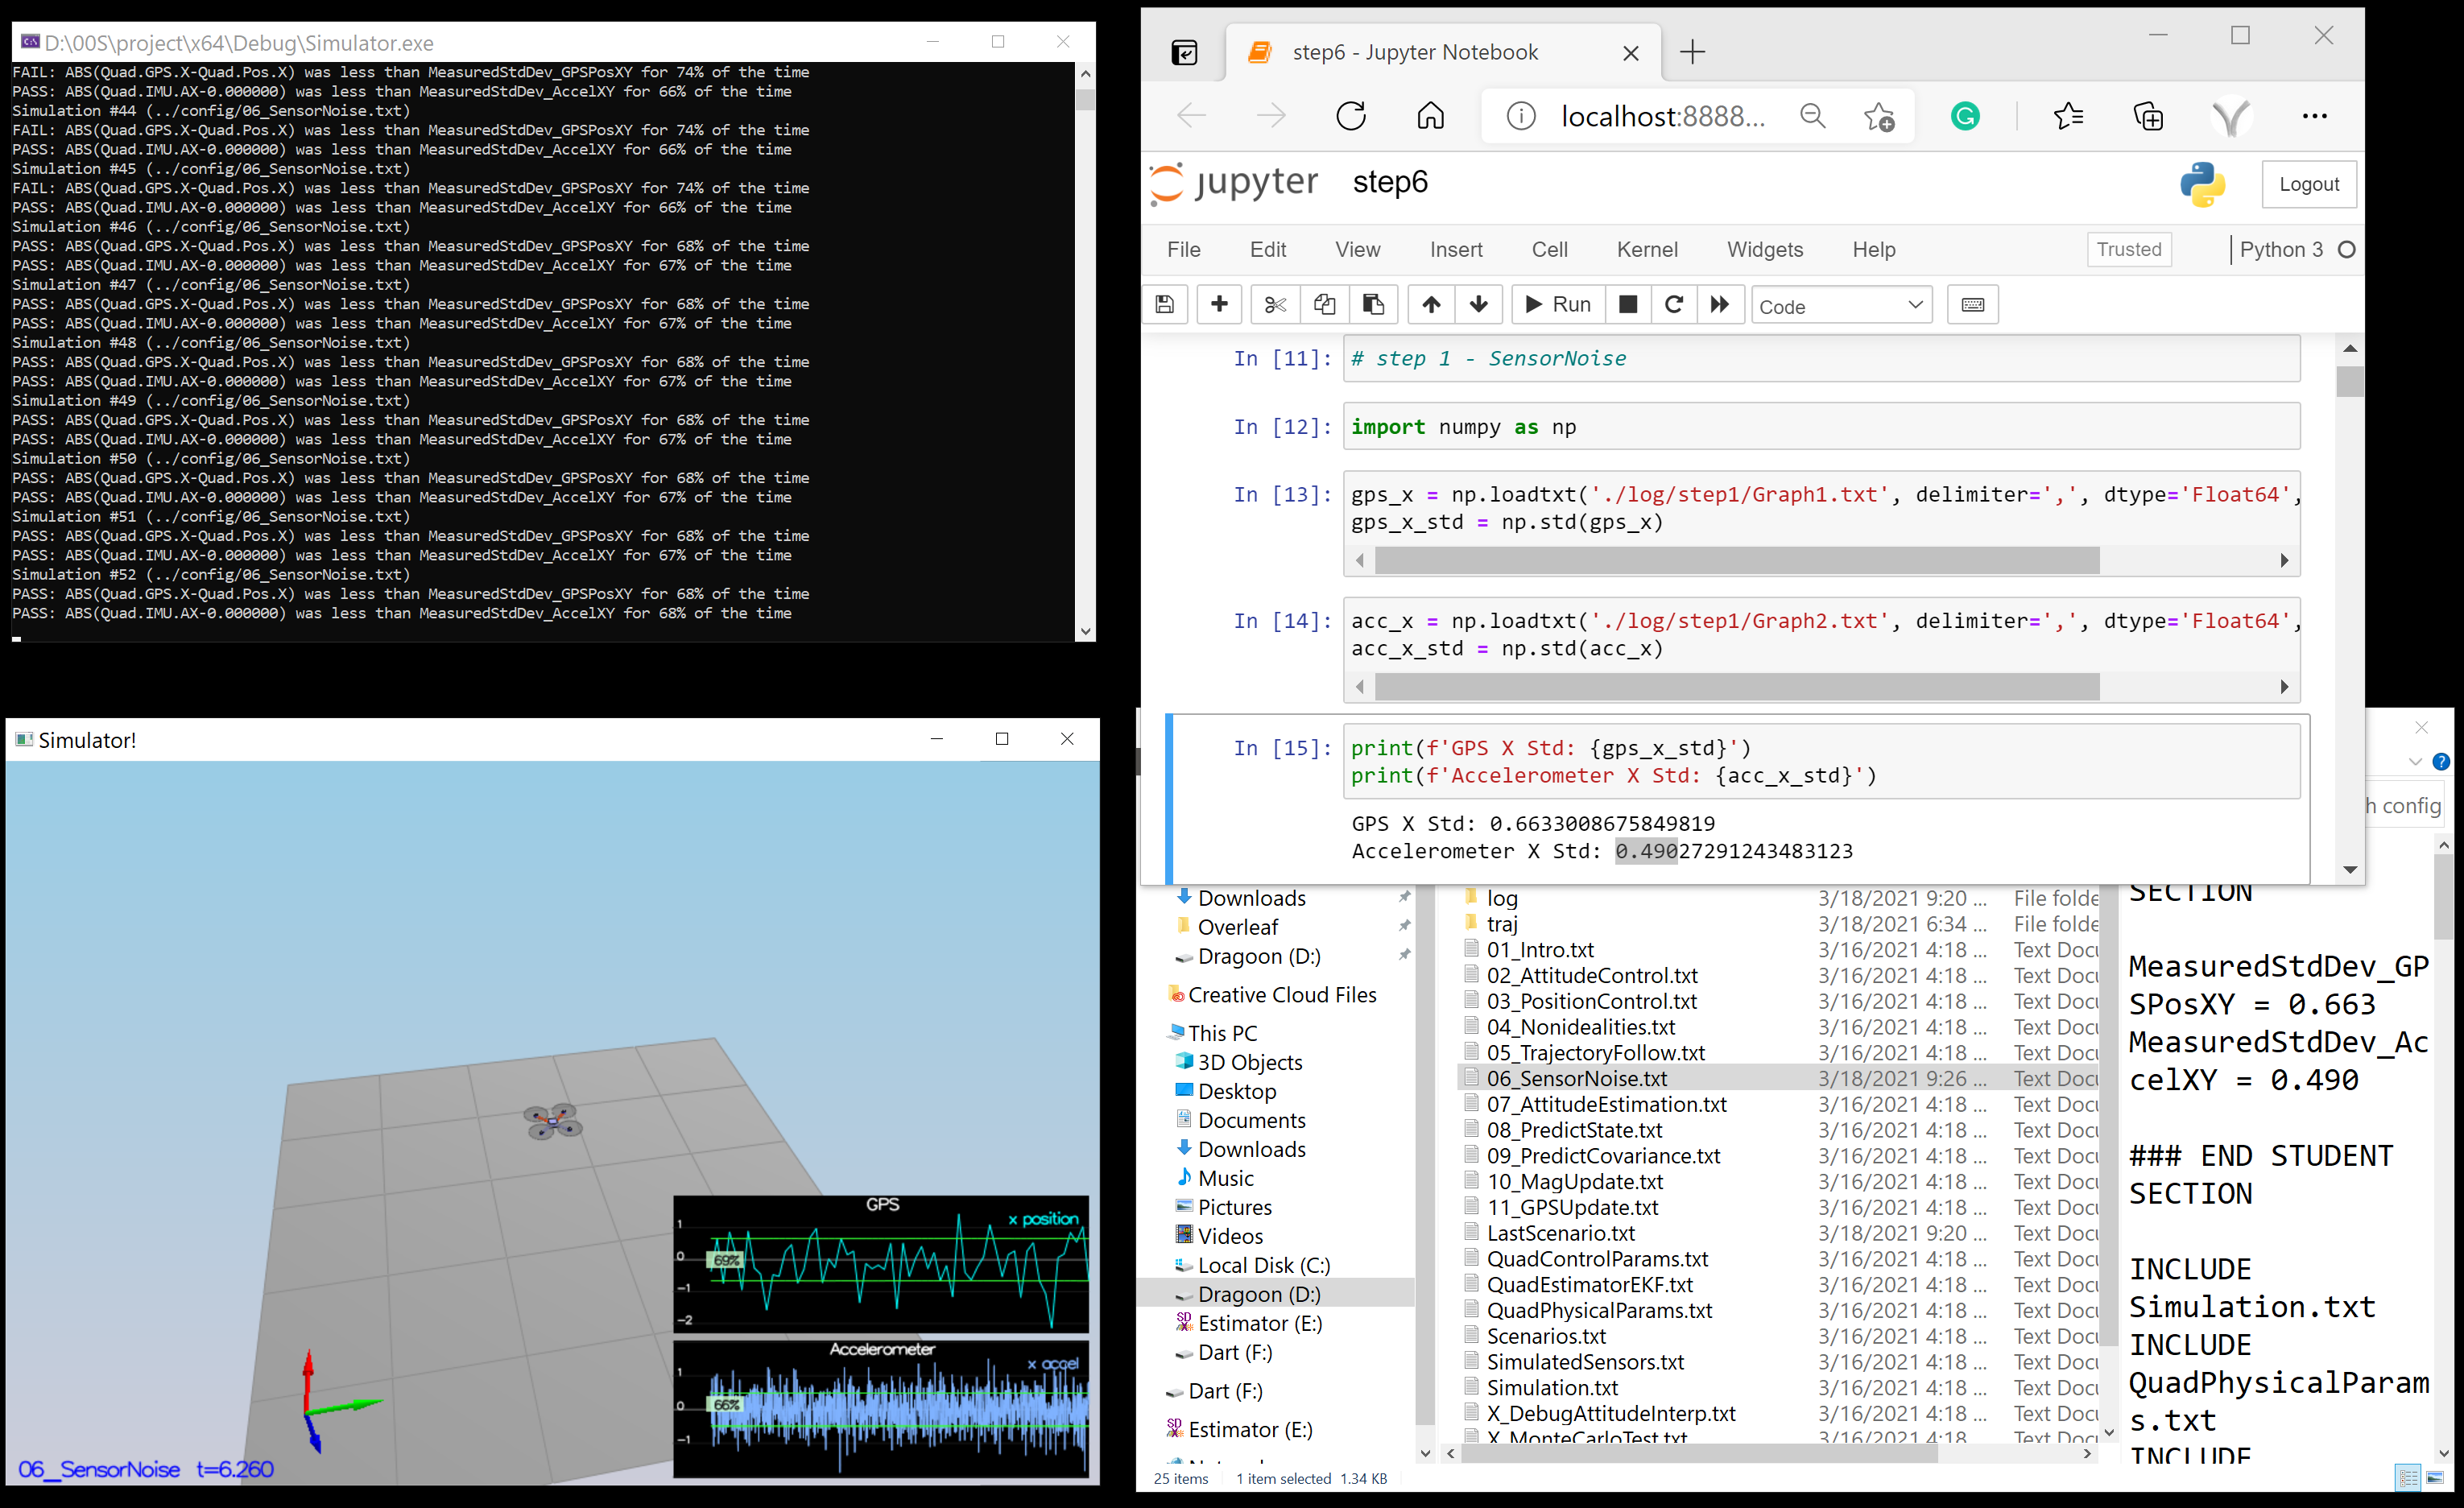 D:\00S\project\x64\Debug\Simulator.exe
FAIL: ABS(Quad.GPS.X-Quad.Pos.X) was less than MeasuredStdDev_GPSPosXY for 74% of the time
PASS: ABS(Quad.IMU.AX-0.000000) was less than MeasuredStdDev_AccelXY for 66% of the time
Simulation #44 (../config/06_SensorNoise.txt)
FAIL: ABS(Quad.GPS.X-Quad.Pos.X) was less than MeasuredStdDev_GPSPosXY for 74% of the time
PASS: ABS(Quad.IMU.AX-0.000000) was less than MeasuredStdDev_AccelXY for 66% of the time
Simulation #45 (../config/06_SensorNoise.txt)
FAIL: ABS(Quad.GPS.X-Quad.Pos.X) was less than MeasuredStdDev_GPSPosXY for 74% of the time
PASS: ABS(Quad.IMU.AX-0.000000) was less than MeasuredStdDev_AccelXY for 66% of the time
Simulation #46 (../config/06_SensorNoise.txt)
PASS: ABS(Quad.GPS.X-Quad.Pos.X) was less than MeasuredStdDev_GPSPosXY for 68% of the time
PASS: ABS(Quad.IMU.AX-0.000000) was less than MeasuredStdDev_AccelXY for 67% of the time
Simulation #47 (../config/06_SensorNoise.txt)
PASS: ABS(Quad.GPS.X-Quad.Pos.X) was less than MeasuredStdDev_GPSPosXY for 68% of the time
PASS: ABS(Quad.IMU.AX-0.000000) was less than MeasuredStdDev_AccelXY for 67% of the time
Simulation #48 (../config/06_SensorNoise.txt)
PASS: ABS(Quad.GPS.X-Quad.Pos.X) was less than MeasuredStdDev_GPSPosXY for 68% of the time
PASS: ABS(Quad.IMU.AX-0.000000) was less than MeasuredStdDev_AccelXY for 67% of the time
Simulation #49 (../config/06_SensorNoise.txt)
PASS: ABS(Quad.GPS.X-Quad.Pos.X) was less than MeasuredStdDev_GPSPosXY for 68% of the time
PASS: ABS(Quad.IMU.AX-0.000000) was less than MeasuredStdDev_AccelXY for 67% of the time
Simulation #50 (../config/06_SensorNoise.txt)
PASS: ABS(Quad.GPS.X-Quad.Pos.X) was less than MeasuredStdDev_GPSPosXY for 68% of the time
PASS: ABS(Quad.IMU.AX-0.000000) was less than MeasuredStdDev_AccelXY for 67% of the time
Simulation #51 (../config/06_SensorNoise.txt)
PASS: ABS(Quad.GPS.X-Quad.Pos.X) was less than MeasuredStdDev_GPSPosXY for 68% of the time
PASS: ABS(Quad.IMU.AX-0.000000) was less than MeasuredStdDev_AccelXY for 67% of the time
Simulation #52 (../config/06_SensorNoise.txt)
PASS: ABS(Quad.GPS.X-Quad.Pos.X) was less than MeasuredStdDev_GPSPosXY for 68% of the time
PASS: ABS(Quad.IMU.AX-0.000000) was less than MeasuredStdDev_AccelXY for 68% of the time
Simulator!
GPS
x position
1
0
69%
-1
-2
Accelerometer
x accel
1
0
66%
-1
06_SensorNoise t=6.260
step6 - Jupyter Notebook
localhost:8888...
jupyter step6
Logout
File Edit View Insert Cell Kernel Widgets Help Trusted Python 3
Run Code
In [11]: # step 1 - SensorNoise
In [12]: import numpy as np
In [13]: gps_x = np.loadtxt('./log/step1/Graph1.txt', delimiter=',', dtype='Float64',
gps_x_std = np.std(gps_x)
In [14]: acc_x = np.loadtxt('./log/step1/Graph2.txt', delimiter=',', dtype='Float64',
acc_x_std = np.std(acc_x)
In [15]: print(f'GPS X Std: {gps_x_std}')
print(f'Accelerometer X Std: {acc_x_std}')
GPS X Std: 0.6633008675849819
Accelerometer X Std: 0.49027291243483123
h config
Downloads
Overleaf
Dragoon (D:)
Creative Cloud Files
This PC
3D Objects
Desktop
Documents
Downloads
Music
Pictures
Videos
Local Disk (C:)
Dragoon (D:)
Estimator (E:)
Dart (F:)
Dart (F:)
Estimator (E:)
log 3/18/2021 9:20 ... File folde
traj 3/18/2021 6:34 ... File folde
01_Intro.txt 3/16/2021 4:18 ... Text Docu
02_AttitudeControl.txt 3/16/2021 4:18 ... Text Docu
03_PositionControl.txt 3/16/2021 4:18 ... Text Docu
04_Nonidealities.txt 3/16/2021 4:18 ... Text Docu
05_TrajectoryFollow.txt 3/16/2021 4:18 ... Text Docu
06_SensorNoise.txt 3/18/2021 9:26 ... Text Docu
07_AttitudeEstimation.txt 3/16/2021 4:18 ... Text Docu
08_PredictState.txt 3/16/2021 4:18 ... Text Docu
09_PredictCovariance.txt 3/16/2021 4:18 ... Text Docu
10_MagUpdate.txt 3/16/2021 4:18 ... Text Docu
11_GPSUpdate.txt 3/16/2021 4:18 ... Text Docu
LastScenario.txt 3/18/2021 9:20 ... Text Docu
QuadControlParams.txt 3/16/2021 4:18 ... Text Docu
QuadEstimatorEKF.txt 3/16/2021 4:18 ... Text Docu
QuadPhysicalParams.txt 3/16/2021 4:18 ... Text Docu
Scenarios.txt 3/16/2021 4:18 ... Text Docu
SimulatedSensors.txt 3/16/2021 4:18 ... Text Docu
Simulation.txt 3/16/2021 4:18 ... Text Docu
X_DebugAttitudeInterp.txt 3/16/2021 4:18 ... Text Docu
X_MonteCarloTest.txt 3/16/2021 4:18 ... Text Docu
25 items 1 item selected 1.34 KB
SECTION
MeasuredStdDev_GP
SPosXY = 0.663
MeasuredStdDev_Ac
celXY = 0.490
### END STUDENT
SECTION
INCLUDE
Simulation.txt
INCLUDE
QuadPhysicalParam
s.txt
INCLUDE